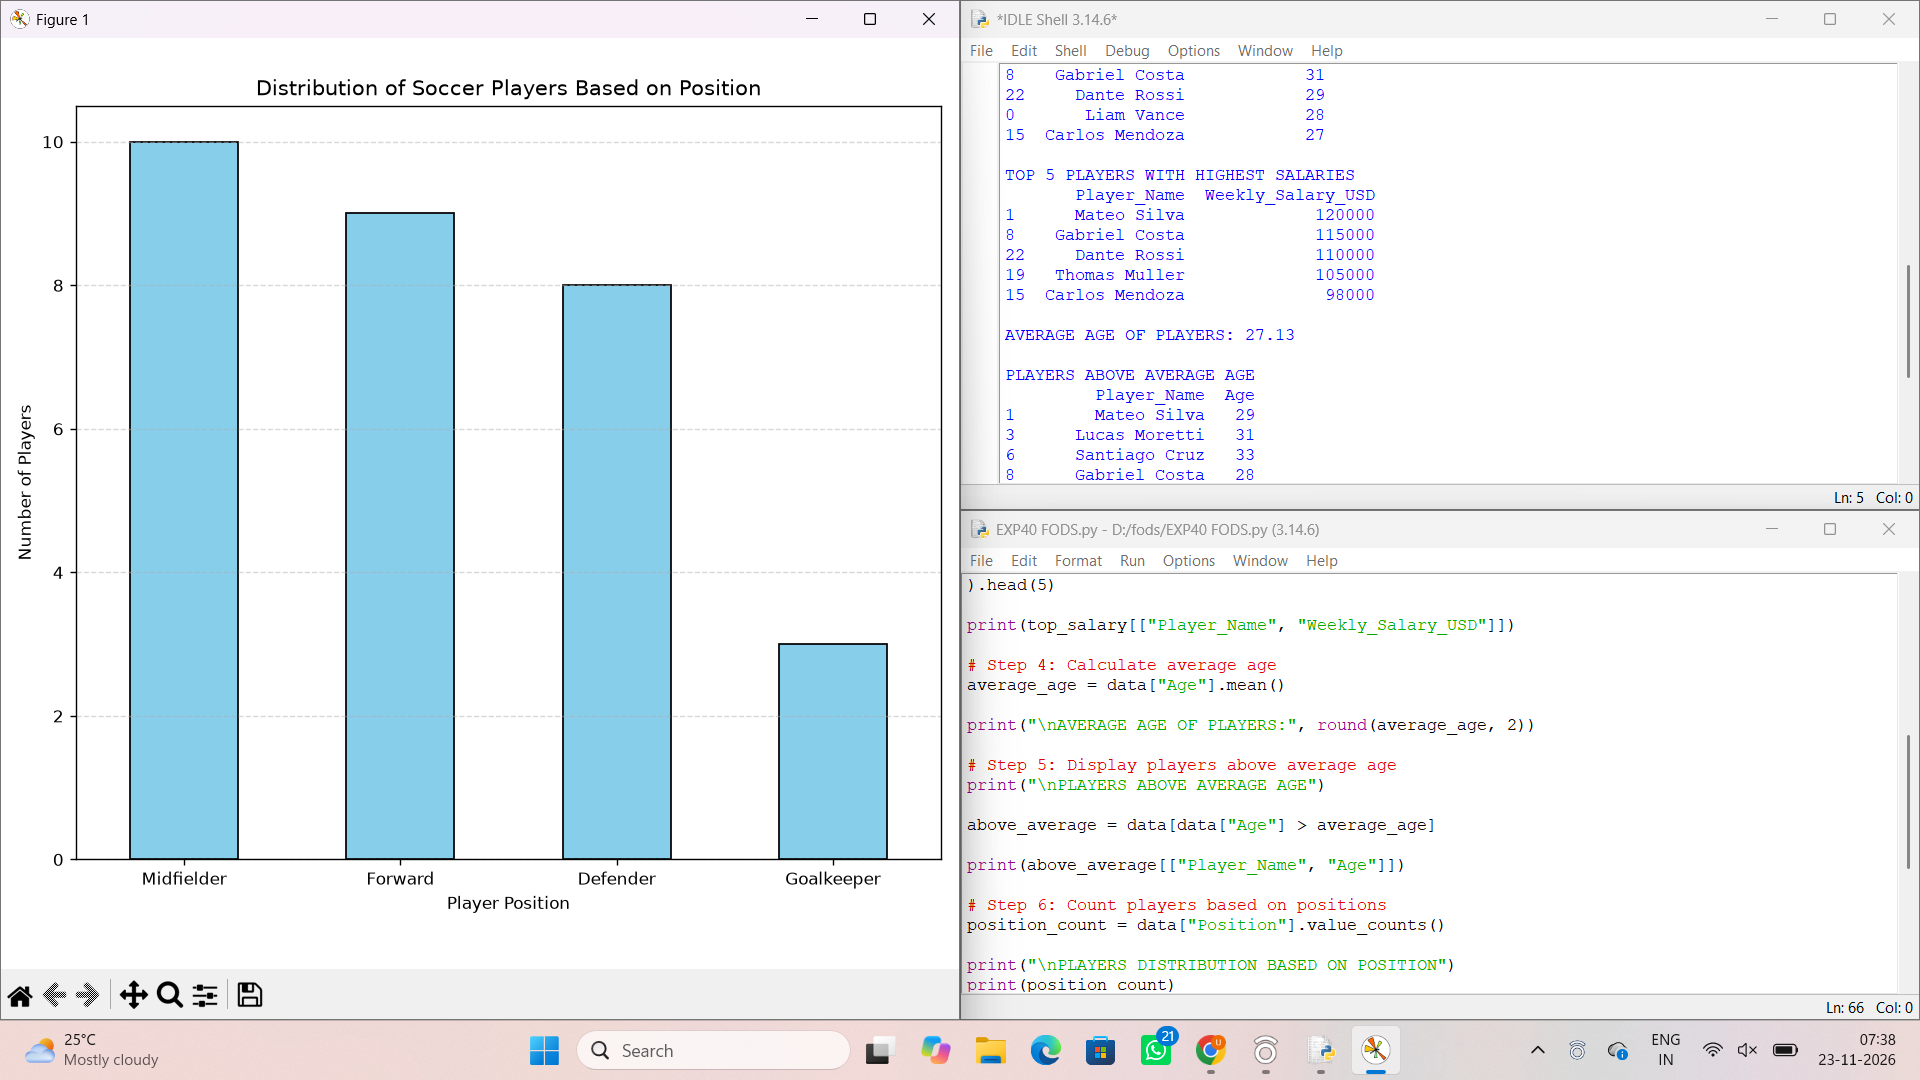 Figure 1
Distribution of Soccer Players Based on Position
10
8
6
4
2
0
Number of Players
Midfielder Forward Defender Goalkeeper
Player Position
*IDLE Shell 3.14.6*
File Edit Shell Debug Options Window Help
8 Gabriel Costa 31
22 Dante Rossi 29
0 Liam Vance 28
15 Carlos Mendoza 27
TOP 5 PLAYERS WITH HIGHEST SALARIES
Player_Name Weekly_Salary_USD
1 Mateo Silva 120000
8 Gabriel Costa 115000
22 Dante Rossi 110000
19 Thomas Muller 105000
15 Carlos Mendoza 98000
AVERAGE AGE OF PLAYERS: 27.13
PLAYERS ABOVE AVERAGE AGE
Player_Name Age
1 Mateo Silva 29
3 Lucas Moretti 31
6 Santiago Cruz 33
8 Gabriel Costa 28
Ln: 5 Col: 0
EXP40 FODS.py - D:/fods/EXP40 FODS.py (3.14.6)
File Edit Format Run Options Window Help
).head(5)
print(top_salary[["Player_Name", "Weekly_Salary_USD"]])
# Step 4: Calculate average age
average_age = data["Age"].mean()
print("\nAVERAGE AGE OF PLAYERS:", round(average_age, 2))
# Step 5: Display players above average age
print("\nPLAYERS ABOVE AVERAGE AGE")
above_average = data[data["Age"] > average_age]
print(above_average[["Player_Name", "Age"]])
# Step 6: Count players based on positions
position_count = data["Position"].value_counts()
print("\nPLAYERS DISTRIBUTION BASED ON POSITION")
print(position_count)
Ln: 66 Col: 0
25°C
Mostly cloudy
Search
21
U
ENG
IN
07:38
23-11-2026